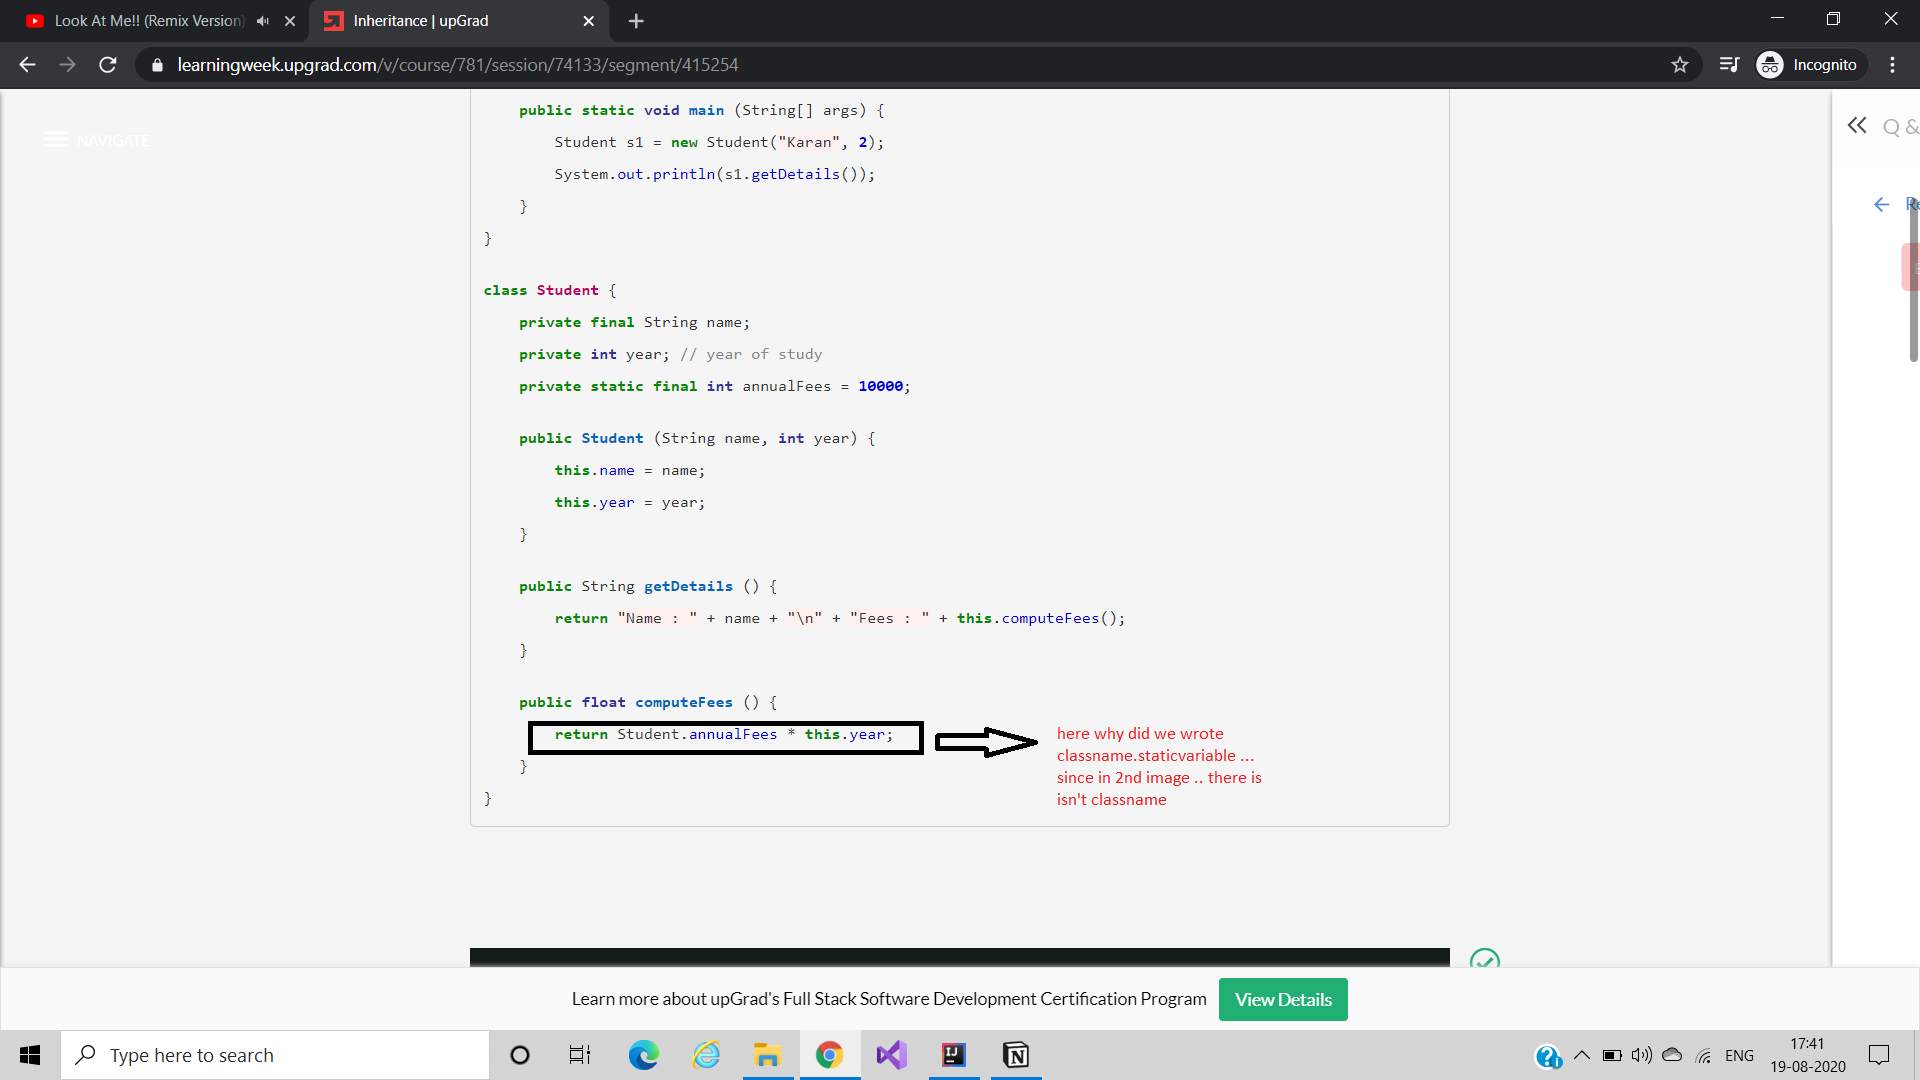 Look At Me!! (Remix Version)
Inheritance | upGrad
learningweek.upgrad.com/v/course/781/session/74133/segment/415254
Incognito
NAVIGATE
Q &
public static void main (String[] args) {
Student s1 = new Student("Karan", 2);
System.out.println(s1.getDetails());
}
}
class Student {
private final String name;
private int year; // year of study
private static final int annualFees = 10000;
public Student (String name, int year) {
this.name = name;
this.year = year;
}
public String getDetails () {
return "Name : " + name + "\n" + "Fees : " + this.computeFees();
}
public float computeFees () {
return Student.annualFees * this.year;
}
}
here why did we wrote
classname.staticvariable ...
since in 2nd image .. there is
isn't classname
Learn more about upGrad's Full Stack Software Development Certification Program
View Details
Type here to search
ENG
17:41
19-08-2020